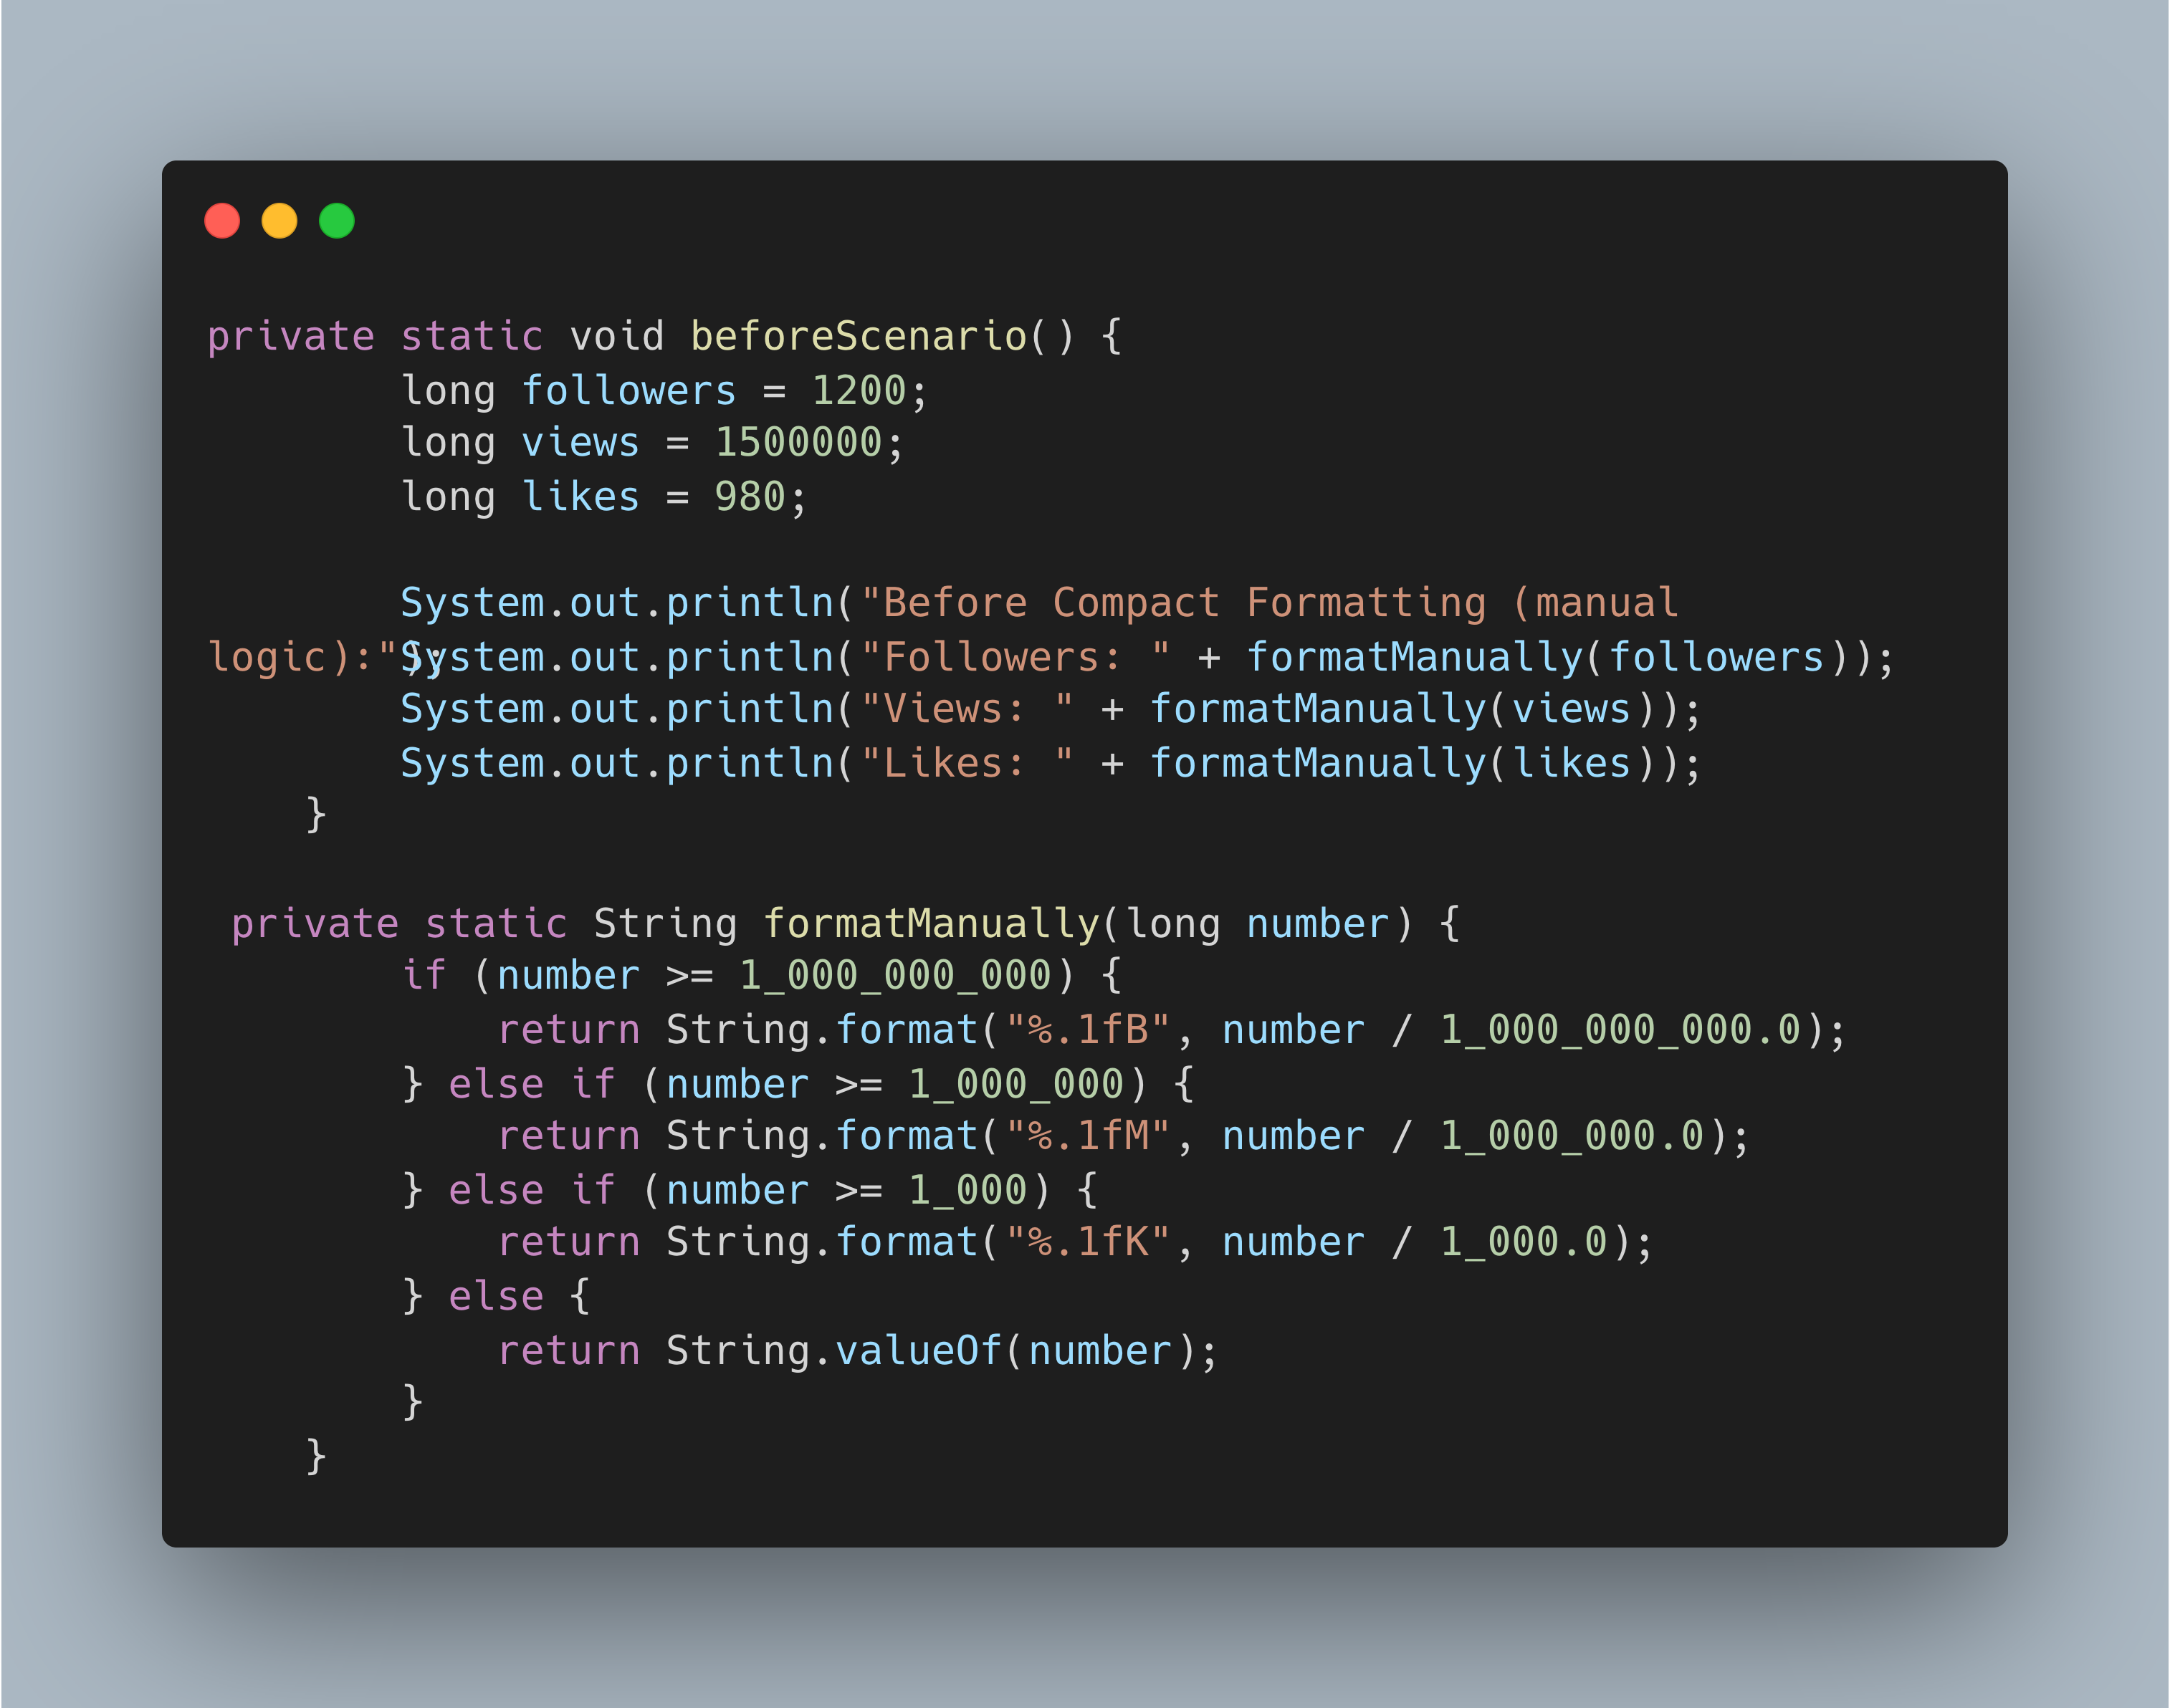 private static void beforeScenario() {
        long followers = 1200;
        long views = 1500000;
        long likes = 980;

        System.out.println("Before Compact Formatting (manual
logic):");
        System.out.println("Followers: " + formatManually(followers));
        System.out.println("Views: " + formatManually(views));
        System.out.println("Likes: " + formatManually(likes));
    }

 private static String formatManually(long number) {
        if (number >= 1_000_000_000) {
            return String.format("%.1fB", number / 1_000_000_000.0);
        } else if (number >= 1_000_000) {
            return String.format("%.1fM", number / 1_000_000.0);
        } else if (number >= 1_000) {
            return String.format("%.1fK", number / 1_000.0);
        } else {
            return String.valueOf(number);
        }
    }